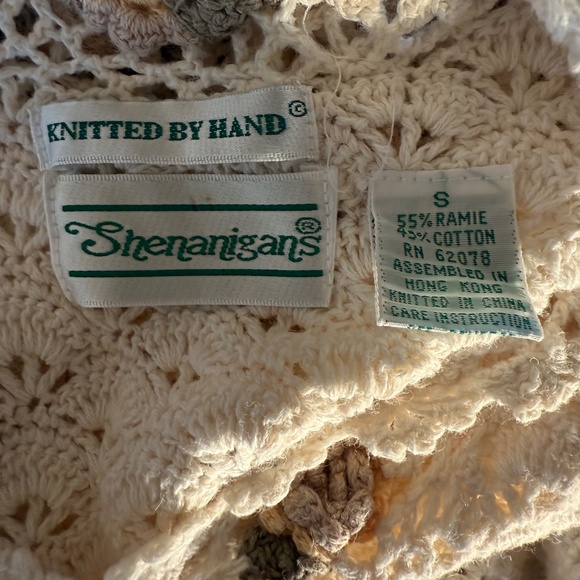 KNITTED BY HAND ©
Shenanigans®
S
55% RAMIE
45% COTTON
RN 62078
ASSEMBLED IN
HONG KONG
KNITTED IN CHINA
CARE INSTRUCTION